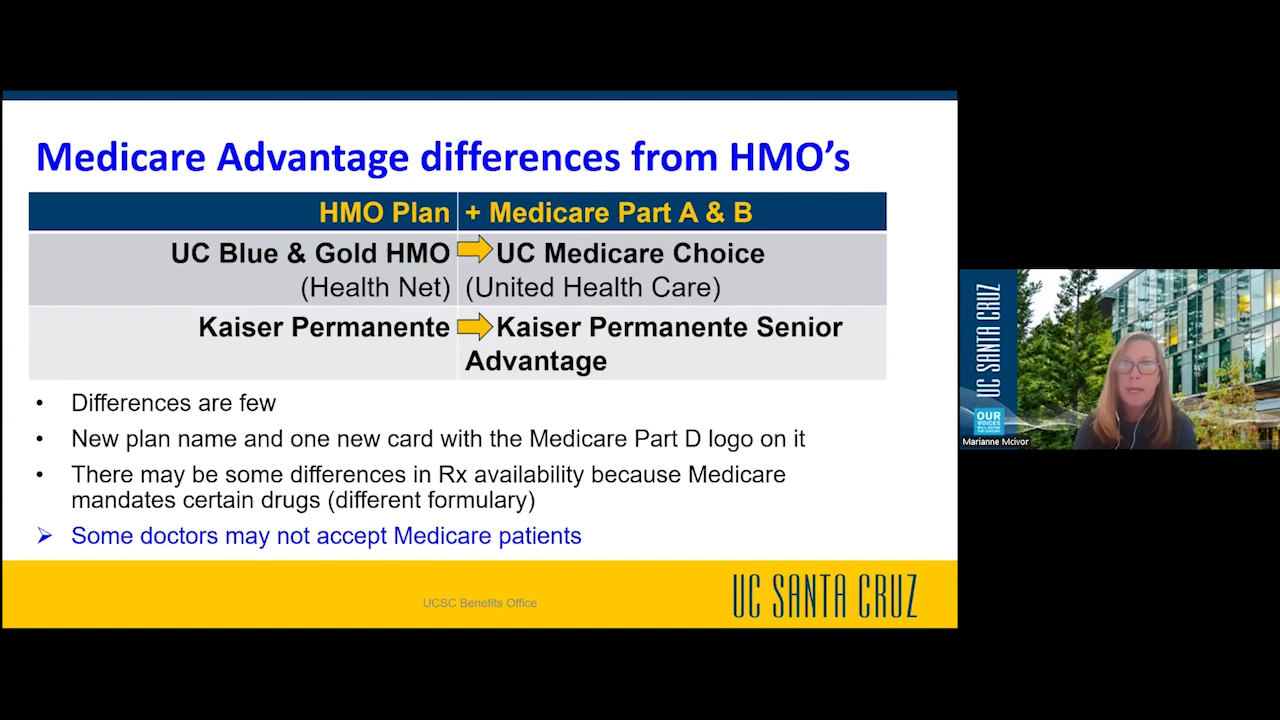 Medicare Advantage differences from HMO's
HMO Plan + Medicare Part A & B
UC Blue & Gold HMO UC Medicare Choice
(Health Net) (United Health Care)
Kaiser Permanente Kaiser Permanente Senior
Advantage
• Differences are few
• New plan name and one new card with the Medicare Part D logo on it
• There may be some differences in Rx availability because Medicare
mandates certain drugs (different formulary)
➢ Some doctors may not accept Medicare patients
UCSC Benefits Office
UC SANTA CRUZ
UC SANTA CRUZ
OUR
VOICES
Marianne Mcivor